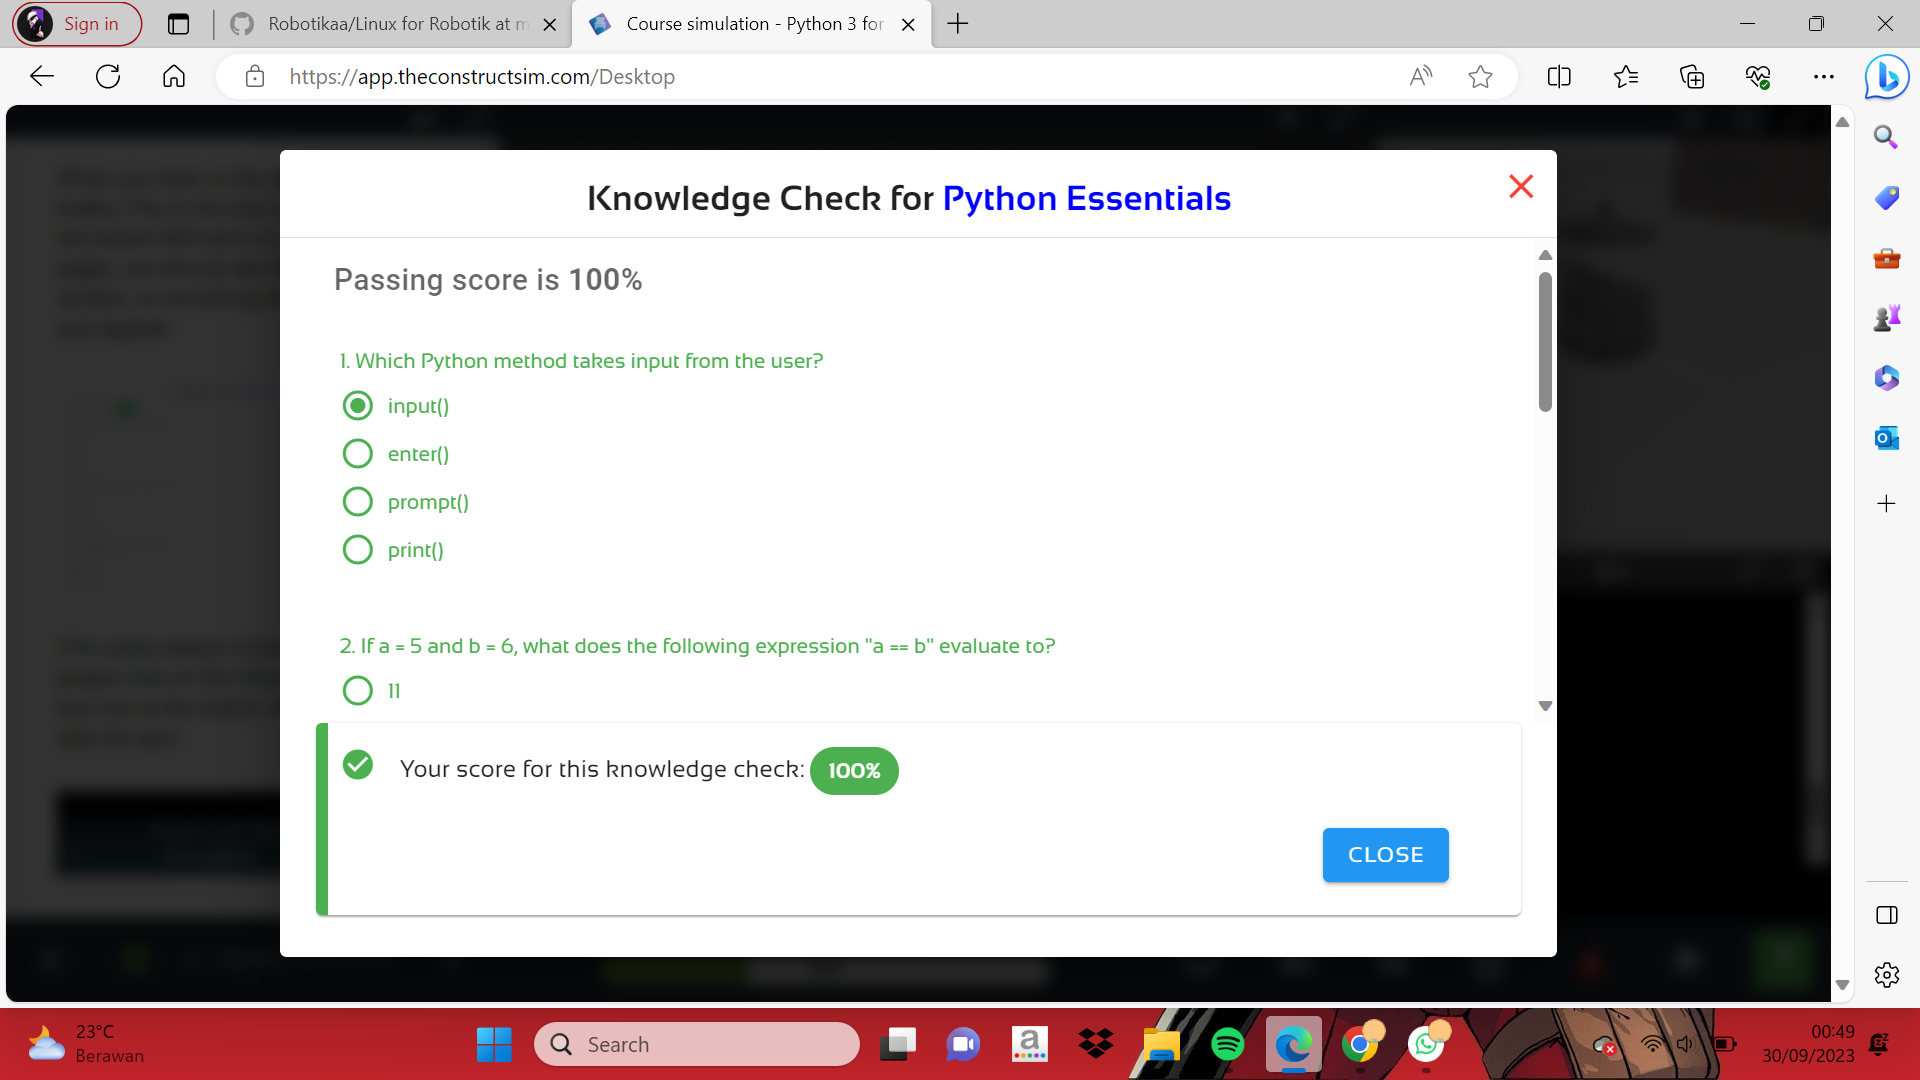 Sign in
Robotikaa/Linux for Robotik at m
Course simulation - Python 3 for
https://app.theconstructsim.com/Desktop
Knowledge Check for Python Essentials
Passing score is 100%
1. Which Python method takes input from the user?
input()
enter()
prompt()
print()
2. If a = 5 and b = 6, what does the following expression "a == b" evaluate to?
11
Your score for this knowledge check: 100%
CLOSE
23°C
Berawan
Search
00:49
30/09/2023